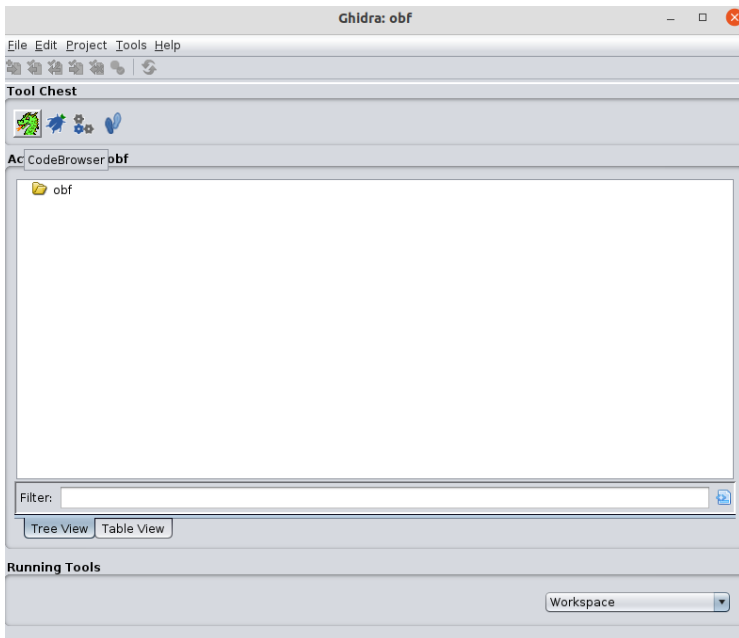 Ghidra: obf
File Edit Project Tools Help
Tool Chest
Ac CodeBrowser obf
obf
Filter:
Tree View Table View
Running Tools
Workspace